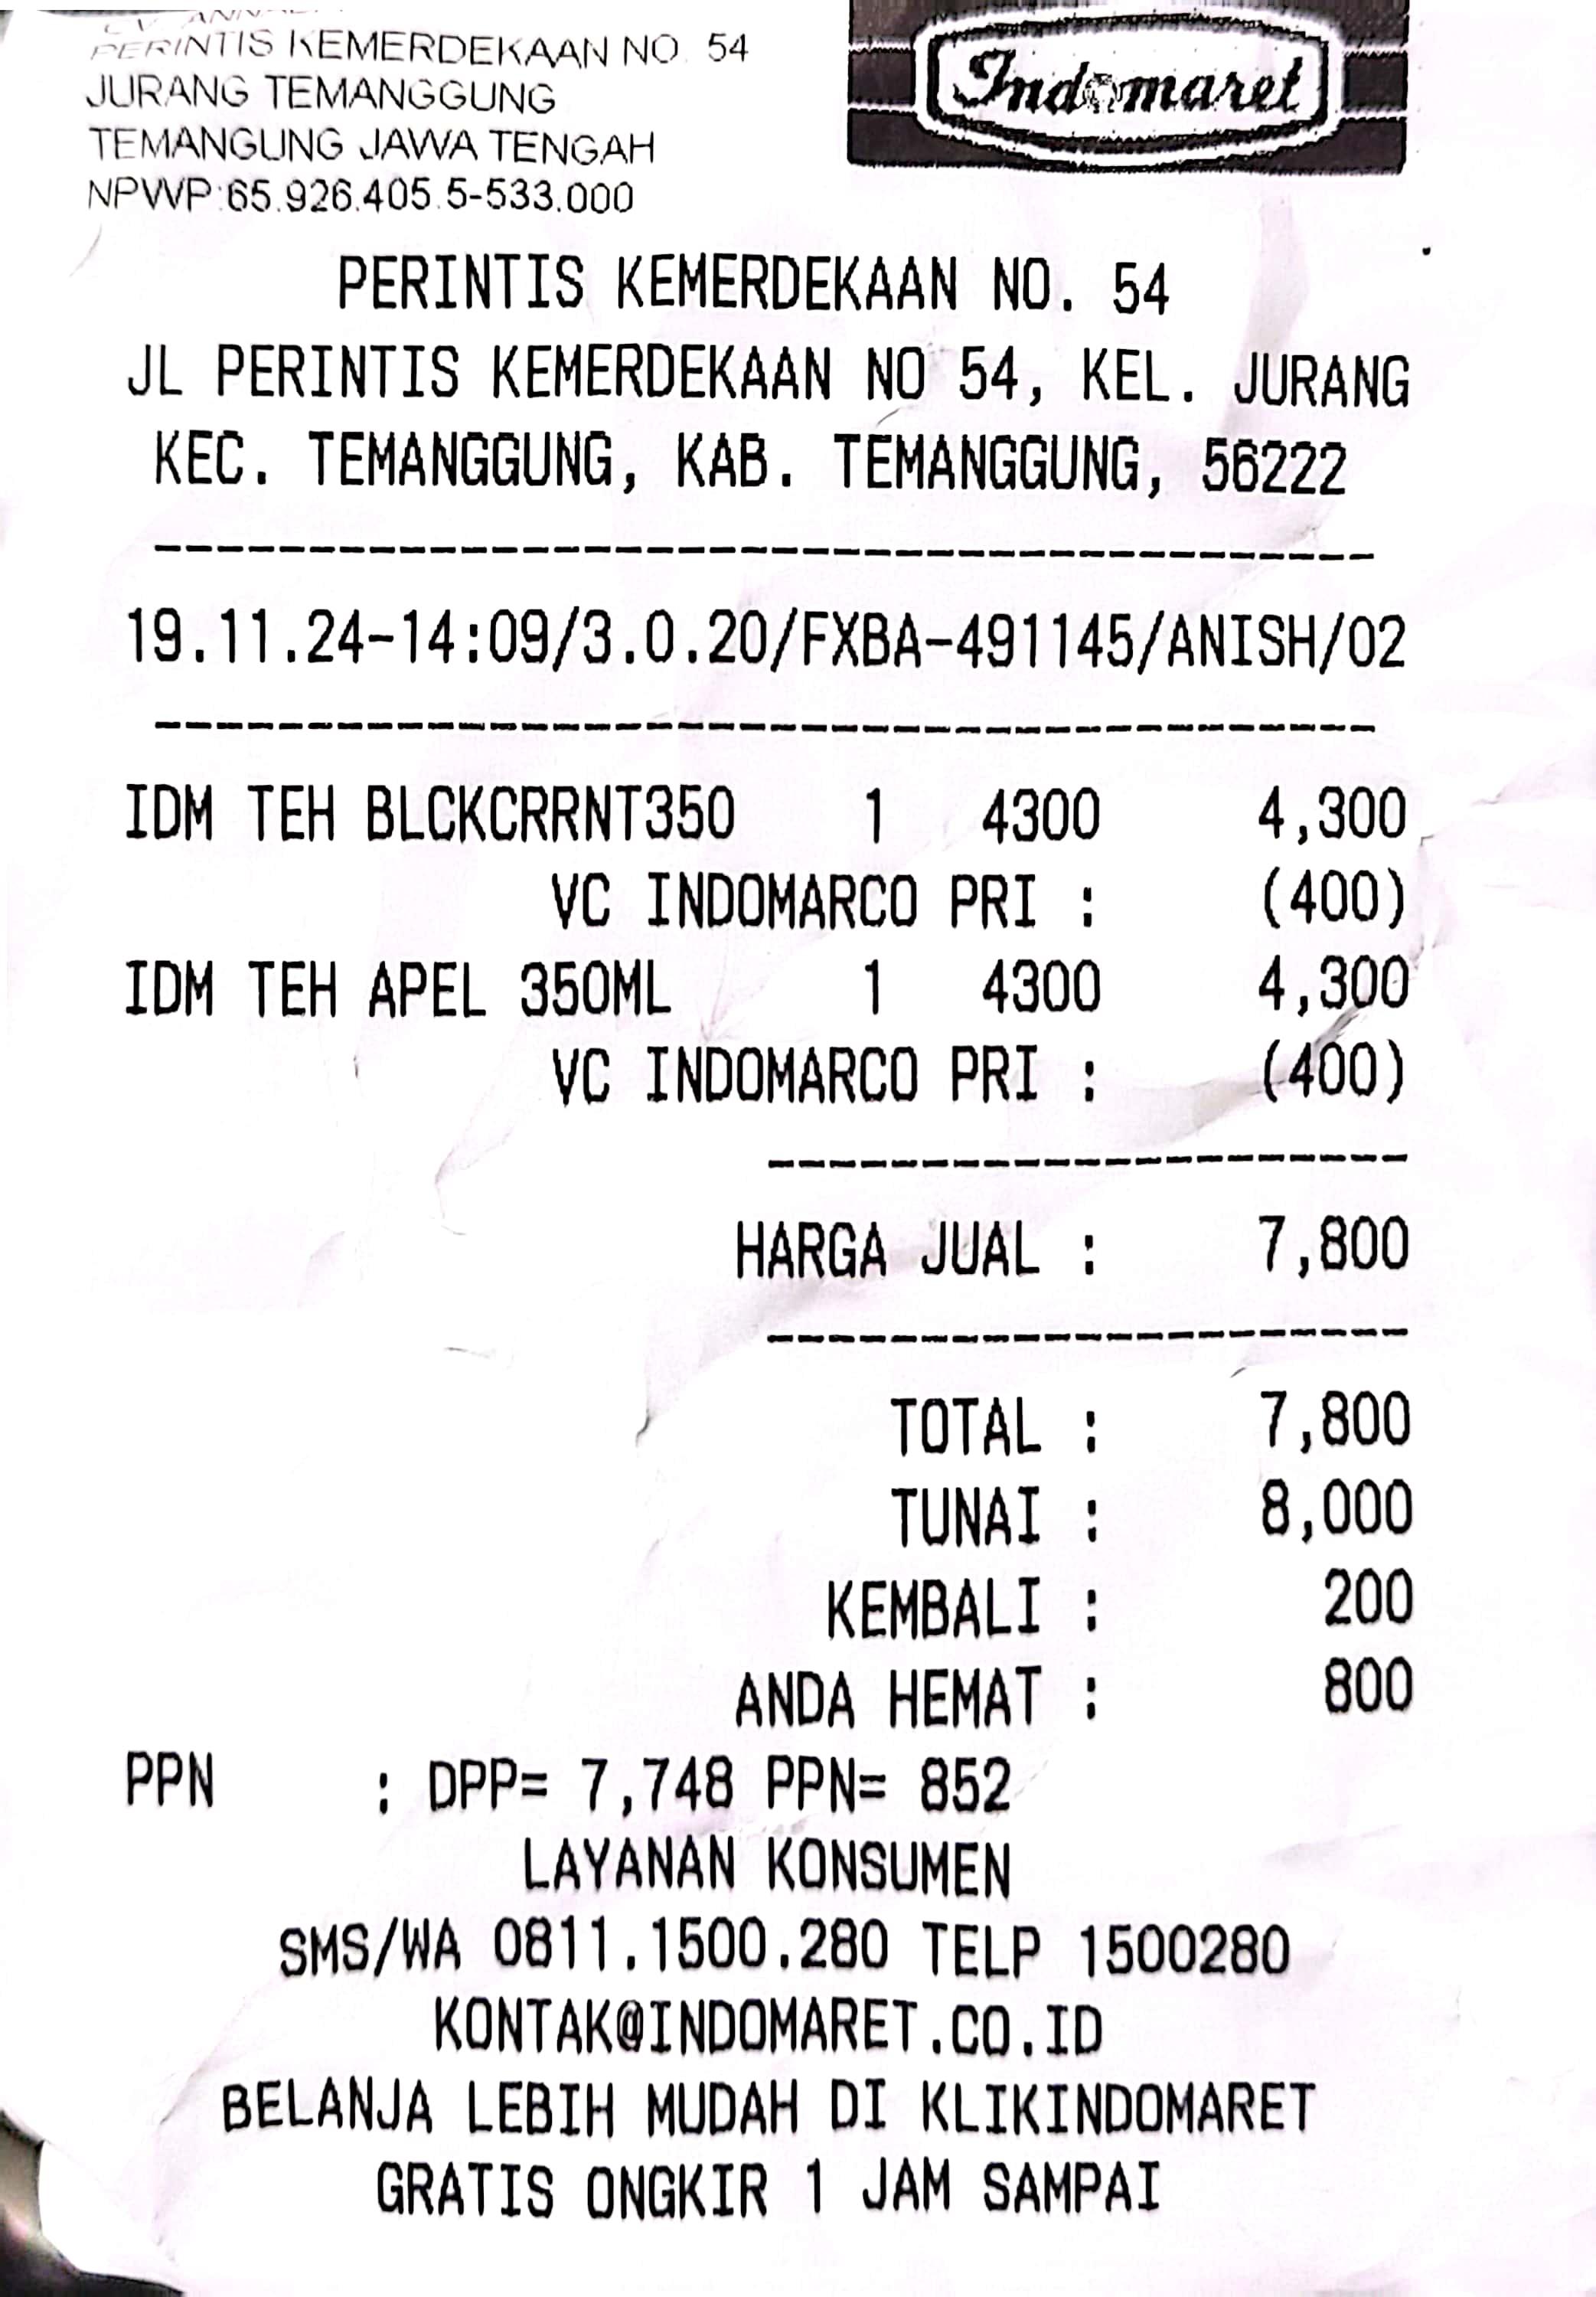 PERINTIS KEMERDEKAAN NO. 54
JURANG TEMANGGUNG
TEMANGUNG JAWA TENGAH
NPWP:65.926.405.5-533.000
Indomaret
PERINTIS KEMERDEKAAN NO. 54
JL PERINTIS KEMERDEKAAN NO 54, KEL. JURANG
KEC. TEMANGGUNG, KAB. TEMANGGUNG, 56222
19.11.24-14:09/3.0.20/FXBA-491145/ANISH/02
IDM TEH BLCKCRRNT350 1 4300 4,300
VC INDOMARCO PRI : (400)
IDM TEH APEL 350ML 1 4300 4,300
VC INDOMARCO PRI : (400)
HARGA JUAL : 7,800
TOTAL : 7,800
TUNAI : 8,000
KEMBALI : 200
ANDA HEMAT : 800
PPN : DPP= 7,748 PPN= 852
LAYANAN KONSUMEN
SMS/WA 0811.1500.280 TELP 1500280
KONTAK@INDOMARET.CO.ID
BELANJA LEBIH MUDAH DI KLIKINDOMARET
GRATIS ONGKIR 1 JAM SAMPAI